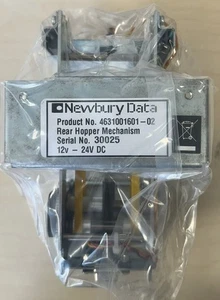 Newbury Data
Product No. 4631001601-02
Rear Hopper Mechanism
Serial No. 30025
12v - 24V DC